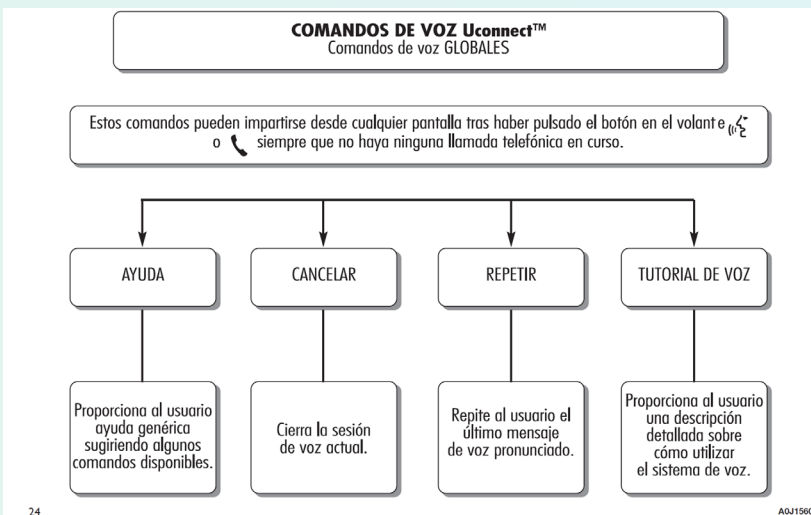 COMANDOS DE VOZ Uconnect™
Comandos de voz GLOBALES
Estos comandos pueden impartirse desde cualquier pantalla tras haber pulsado el botón en el volante
o siempre que no haya ninguna llamada telefónica en curso.
AYUDA
CANCELAR
REPETIR
TUTORIAL DE VOZ
Proporciona al usuario
ayuda genérica
sugiriendo algunos
comandos disponibles.
Cierra la sesión
de voz actual.
Repite al usuario el
último mensaje
de voz pronunciado.
Proporciona al usuario
una descripción
detallada sobre
cómo utilizar
el sistema de voz.
24